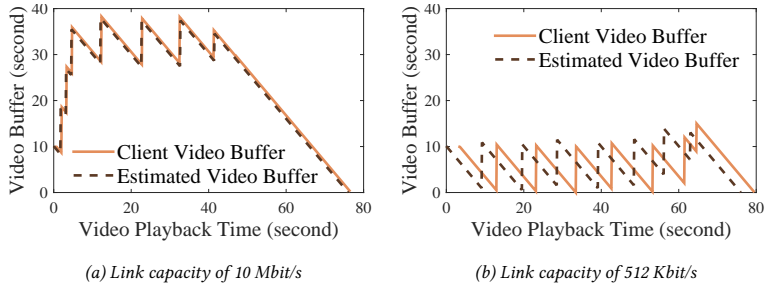 40
30
20
10
0
Video Buffer (second)
Client Video Buffer
Estimated Video Buffer
0 20 40 60 80
Video Playback Time (second)
(a) Link capacity of 10 Mbit/s
40
30
20
10
0
Video Buffer (second)
Client Video Buffer
Estimated Video Buffer
0 20 40 60 80
Video Playback Time (second)
(b) Link capacity of 512 Kbit/s